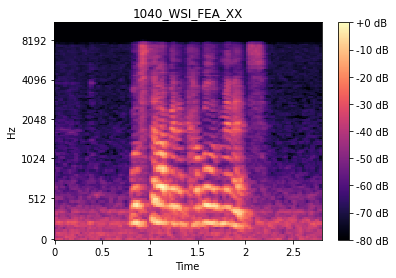 1040_WSI_FEA_XX
+0 dB
8192
-10 dB
4096
-20 dB
-30 dB
2048
-40 dB
Hz
1024
-50 dB
512
-60 dB
-70 dB
0
-80 dB
0 0.5 1 1.5 2 2.5
Time